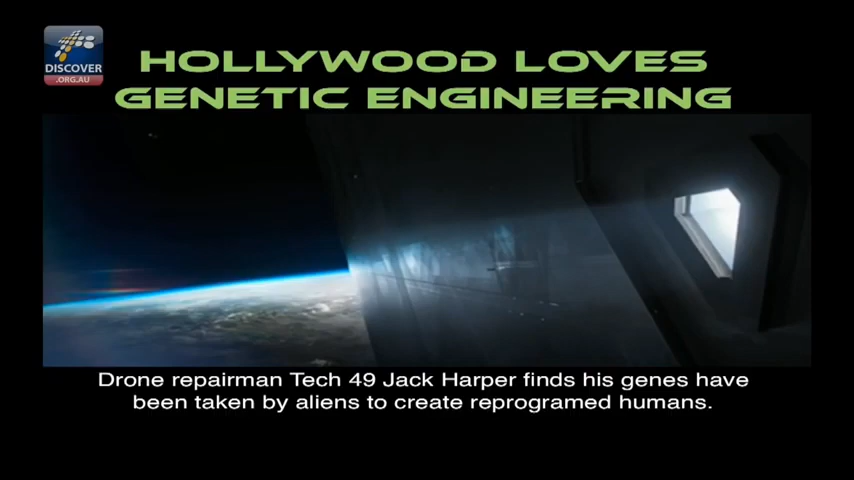 DISCOVER
.ORG.AU
HOLLYWOOD LOVES
GENETIC ENGINEERING
Drone repairman Tech 49 Jack Harper finds his genes have
been taken by aliens to create reprogramed humans.